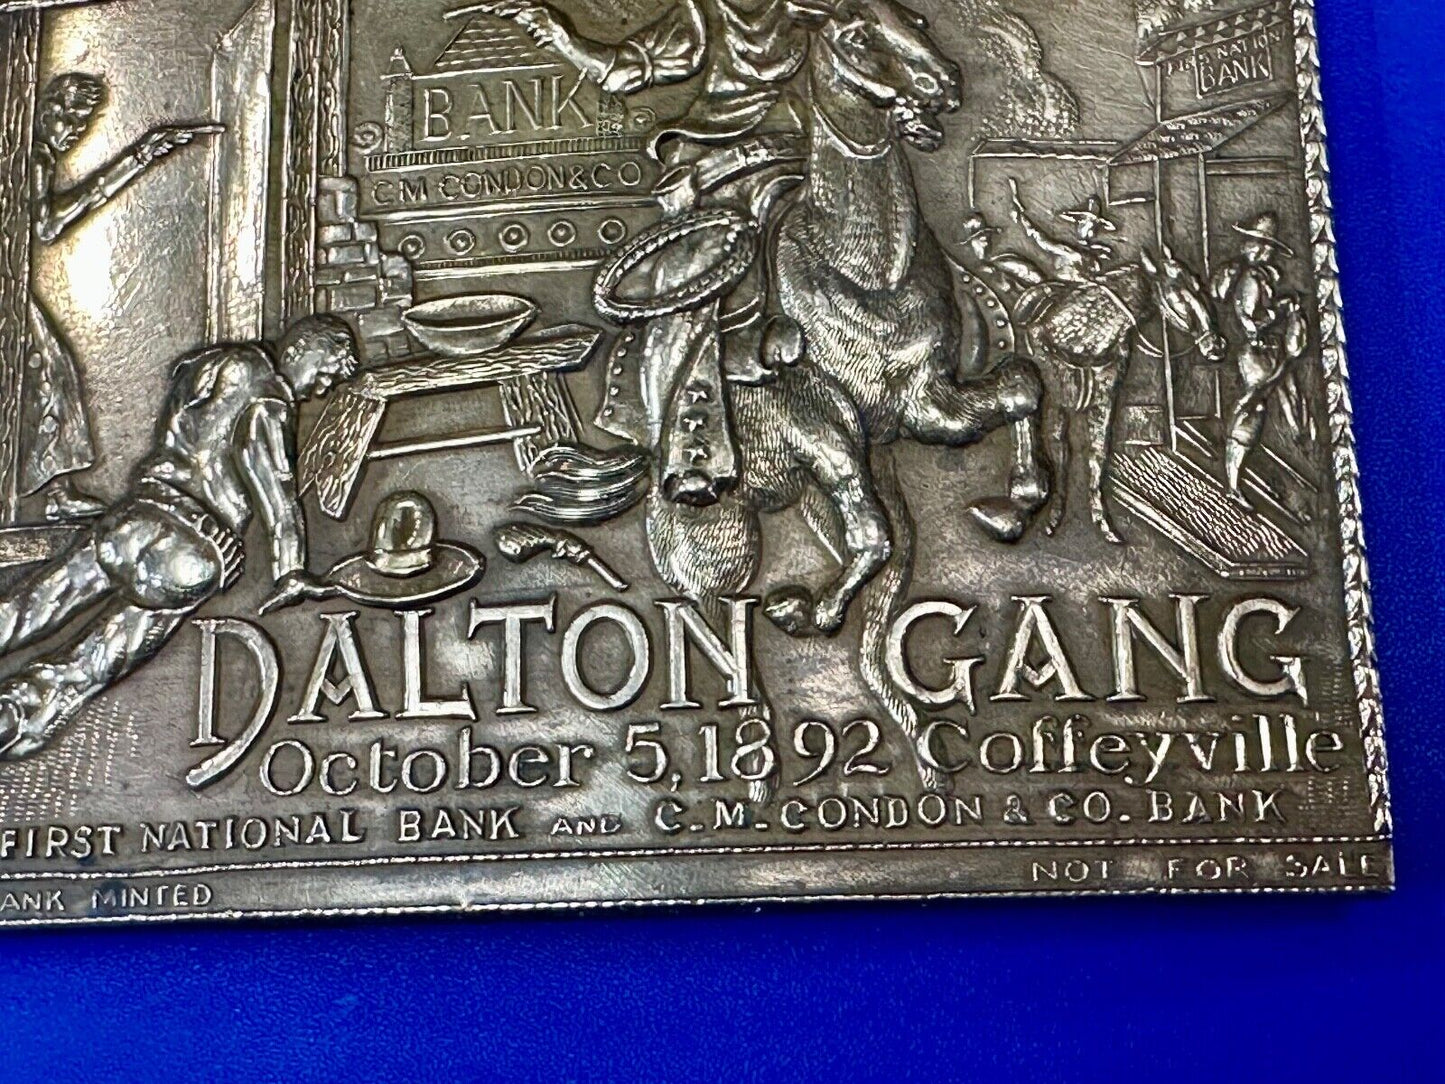 BANK
C.M. CONDON & CO
NATION
BANK
DALTON GANG
October 5, 1892 Coffeyville
FIRST NATIONAL BANK AND C.M. CONDON & CO. BANK
ANK MINTED
NOT FOR SALE